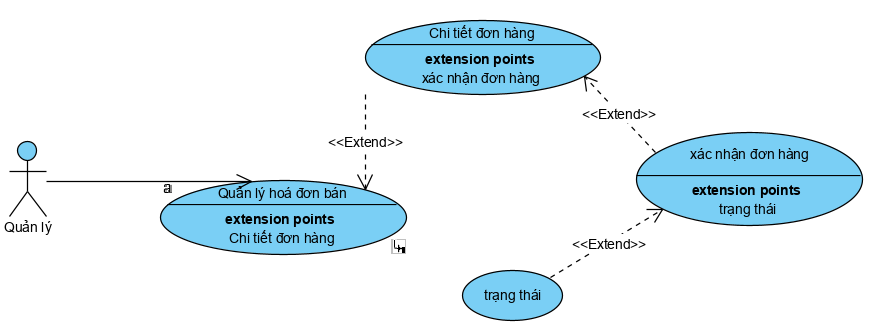 Chi tiết đơn hàng
extension points
xác nhận đơn hàng
<<Extend>>
<<Extend>>
xác nhận đơn hàng
extension points
trạng thái
a
Quản lý hoá đơn bán
extension points
Chi tiết đơn hàng
Quản lý
<<Extend>>
trạng thái